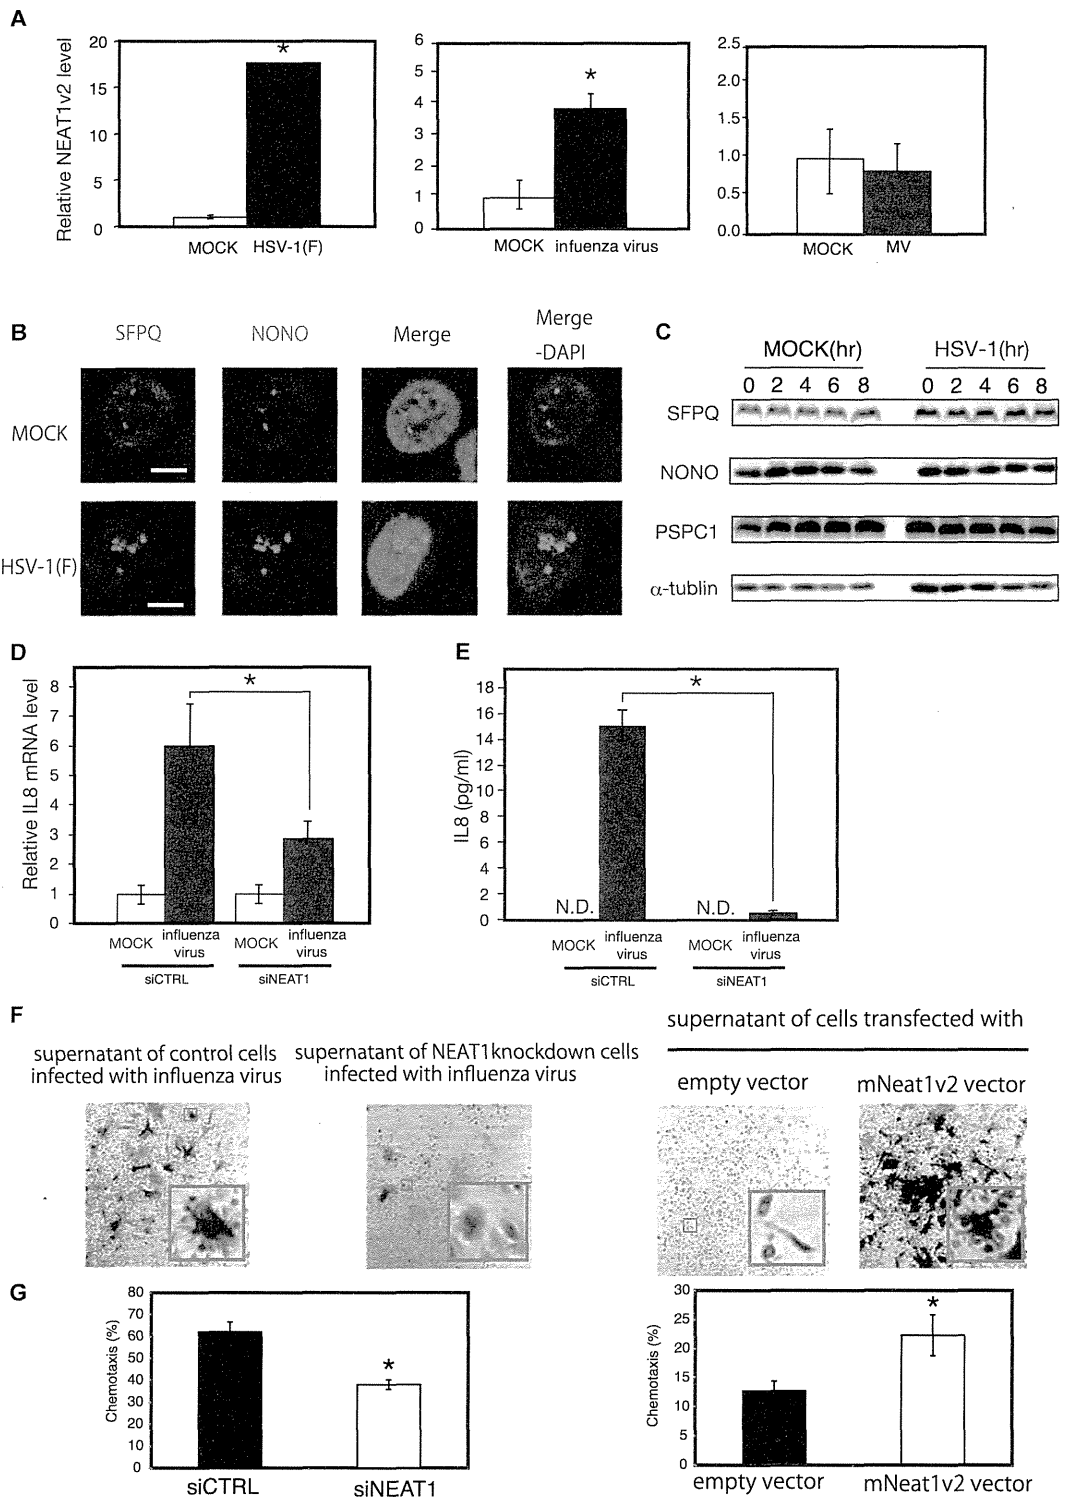 A
Relative NEAT1v2 level
20
15
10
5
0
*
MOCK HSV-1(F)
6
5
4
3
2
1
0
*
MOCK infuenza virus
2.5
2.0
1.5
1.0
0.5
0.0
MOCK MV
B
SFPQ NONO Merge Merge
-DAPI
MOCK
HSV-1(F)
C
MOCK(hr) HSV-1(hr)
0 2 4 6 8 0 2 4 6 8
SFPQ
NONO
PSPC1
α-tublin
D
Relative IL8 mRNA level
8
7
6
5
4
3
2
1
0
*
MOCK influenza virus MOCK influenza virus
siCTRL siNEAT1
E
IL8 (pg/ml)
18
16
14
12
10
8
6
4
2
0
*
N.D. N.D.
MOCK influenza virus MOCK influenza virus
siCTRL siNEAT1
F
supernatant of control cells
infected with influenza virus
supernatant of NEAT1knockdown cells
infected with influenza virus
supernatant of cells transfected with
empty vector mNeat1v2 vector
G
Chemotaxis (%)
80
70
60
50
40
30
20
10
0
*
siCTRL siNEAT1
Chemotaxis (%)
30
25
20
15
10
5
0
*
empty vector mNeat1v2 vector